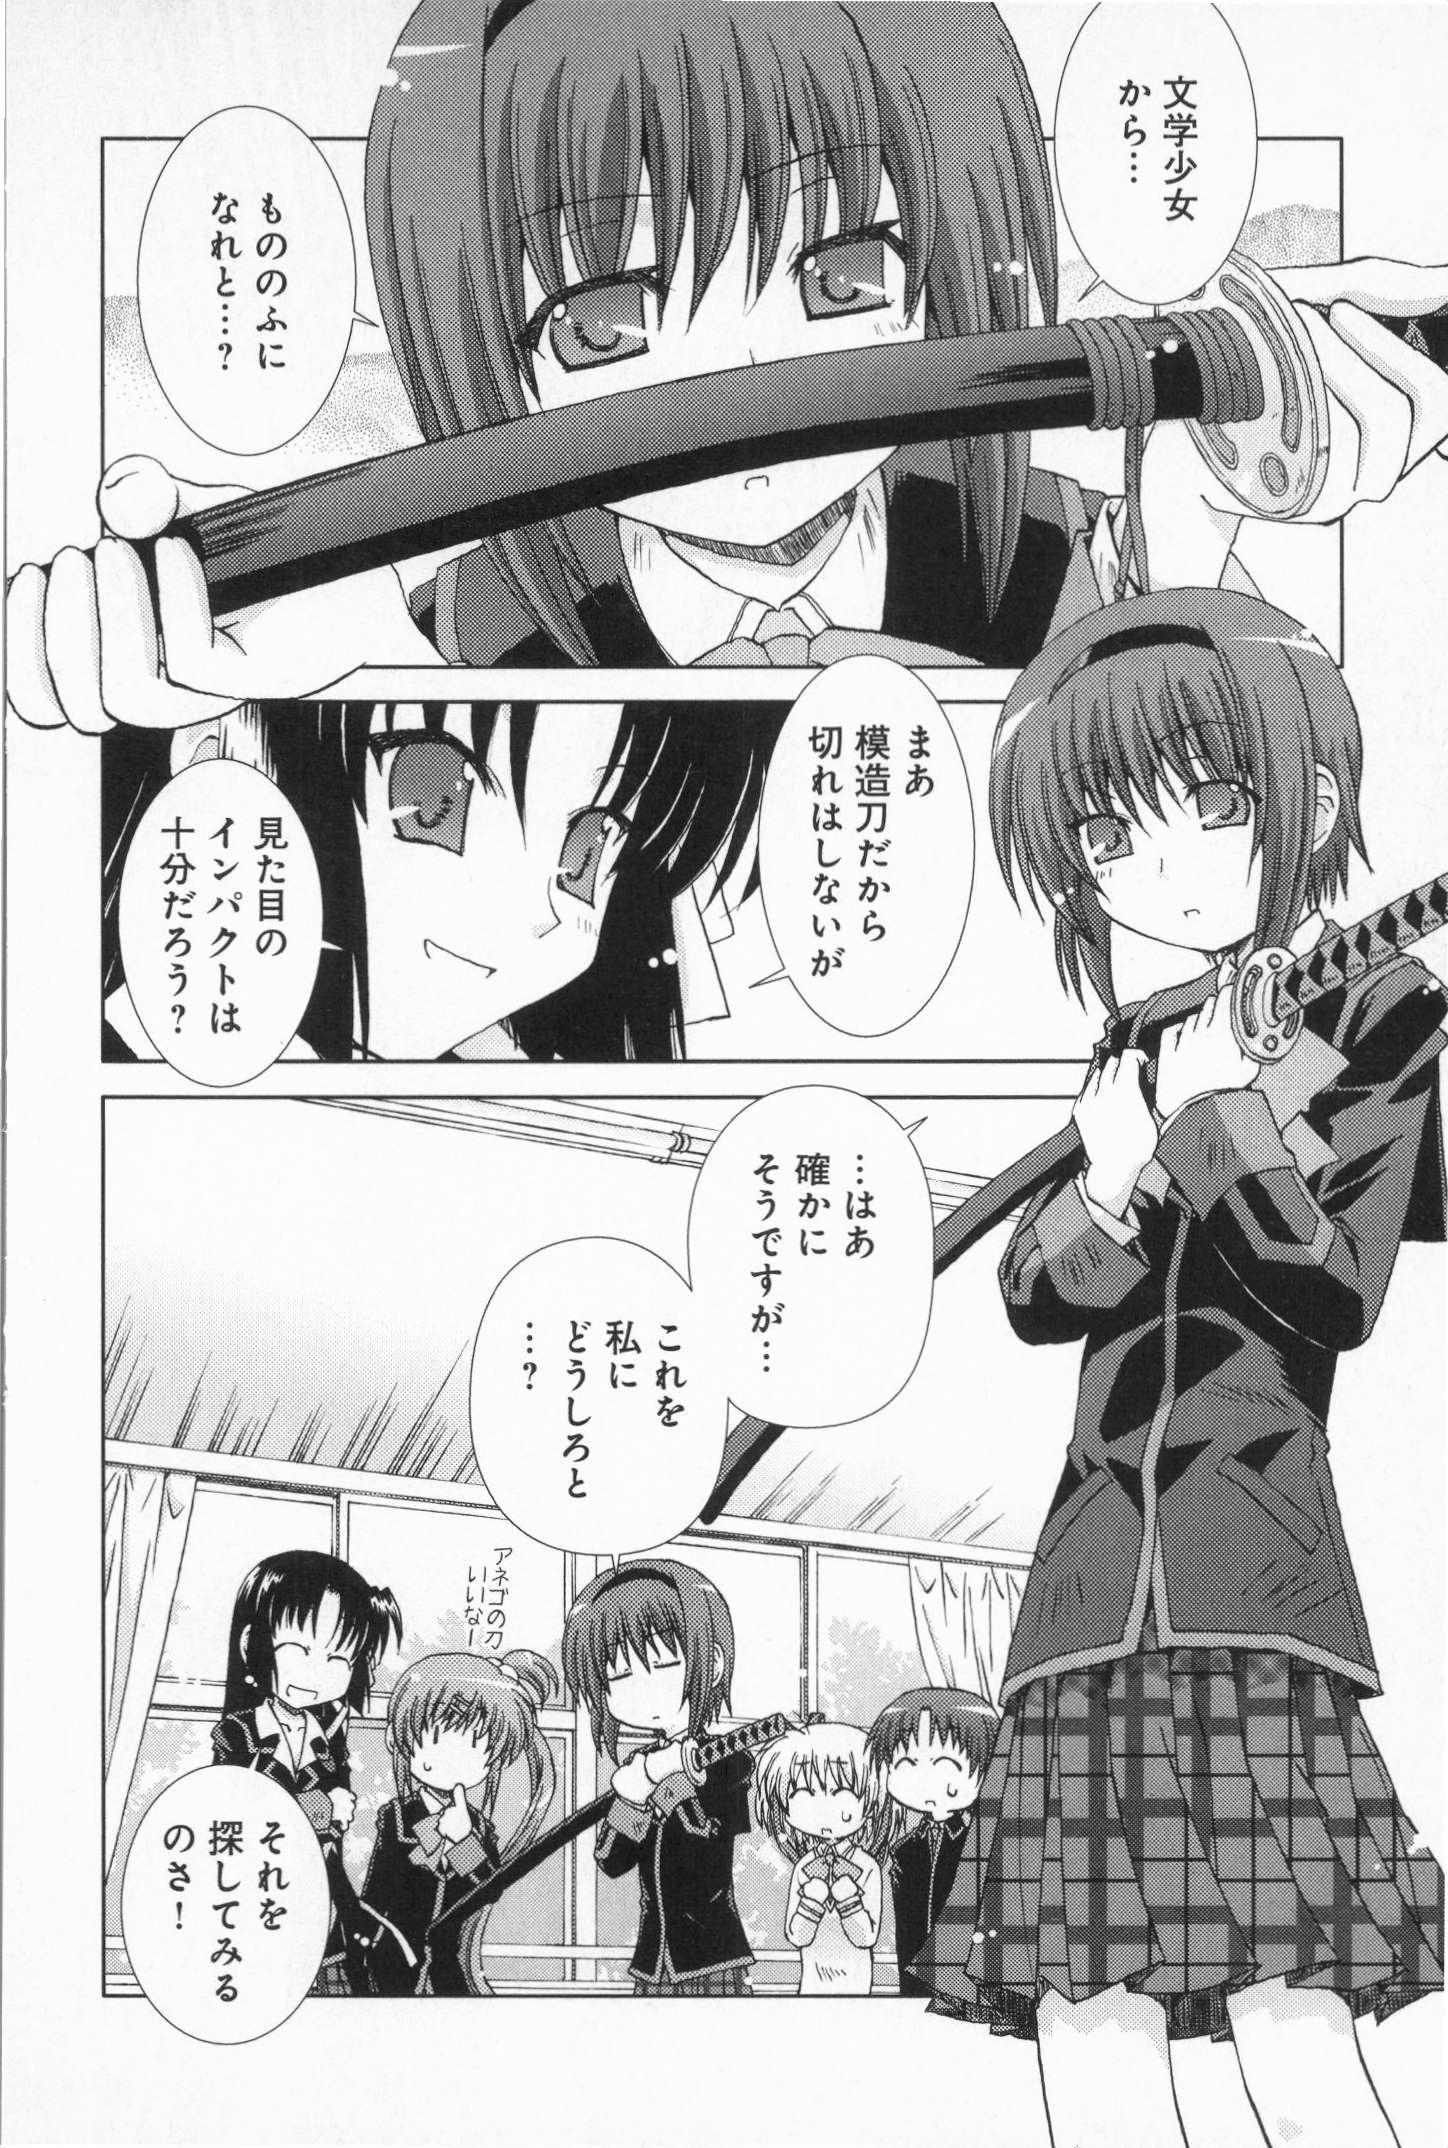 文学少女
から…
もののふに
なれと…?
まあ
模造刀だから
切れはしないが
見た目の
インパクトは
十分だろう?
…はあ
確かに
そうですが…
これを
私に
どうしろと
…?
アネゴの刀
いいなー
それを
探してみる
のさ!